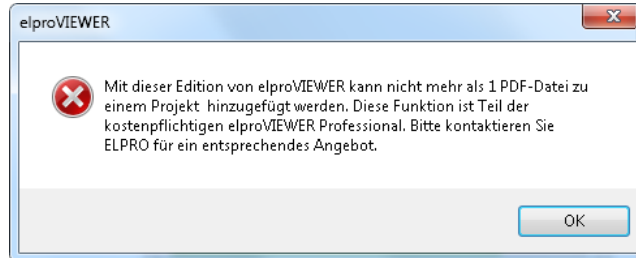 elproVIEWER
Mit dieser Edition von elproVIEWER kann nicht mehr als 1 PDF-Datei zu
einem Projekt hinzugefügt werden. Diese Funktion ist Teil der
kostenpflichtigen elproVIEWER Professional. Bitte kontaktieren Sie
ELPRO für ein entsprechendes Angebot.
OK